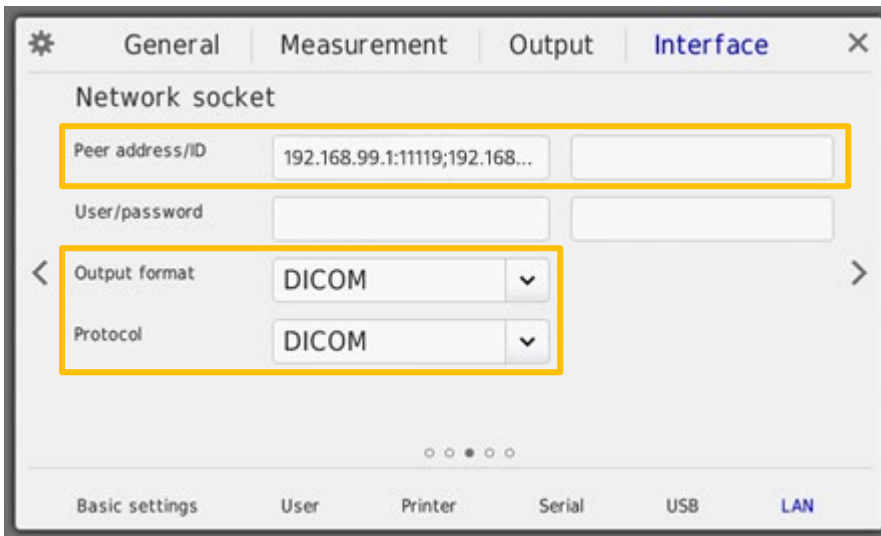 General Measurement Output Interface
Network socket
Peer address/ID 192.168.99.1:11119;192.168...
User/password
Output format DICOM
Protocol DICOM
Basic settings User Printer Serial USB LAN